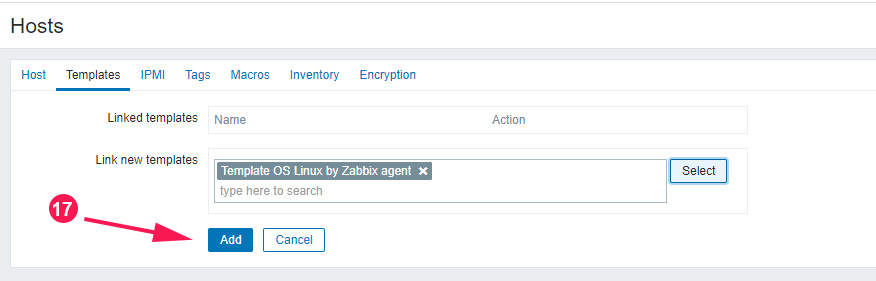 Hosts
Host Templates IPMI Tags Macros Inventory Encryption
Linked templates Name Action
Link new templates Template OS Linux by Zabbix agent ✖ Select
type here to search
17
Add Cancel